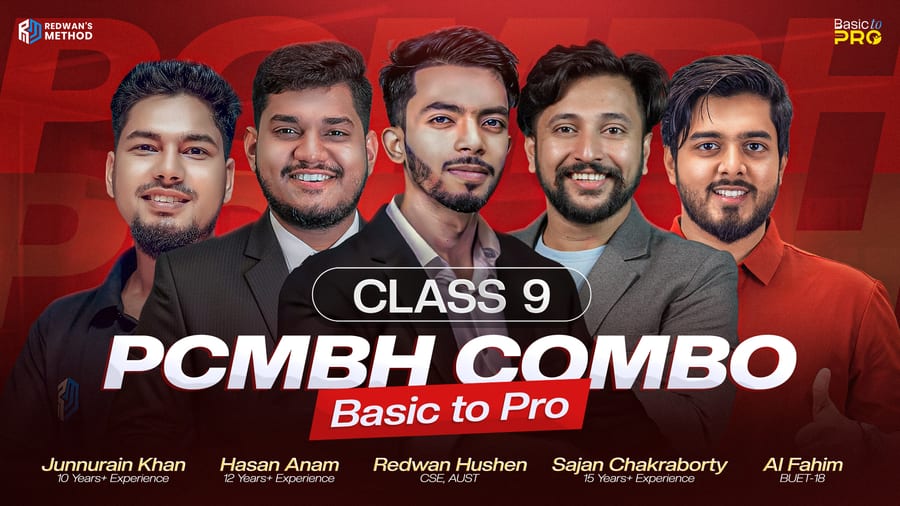 REDWAN'S
METHOD
Basic to
PRO
CLASS 9
PCMBH COMBO
Basic to Pro
Junnurain Khan
10 Years+ Experience
Hasan Anam
12 Years+ Experience
Redwan Hushen
CSE, AUST
Sajan Chakraborty
15 Years+ Experience
Al Fahim
BUET-18